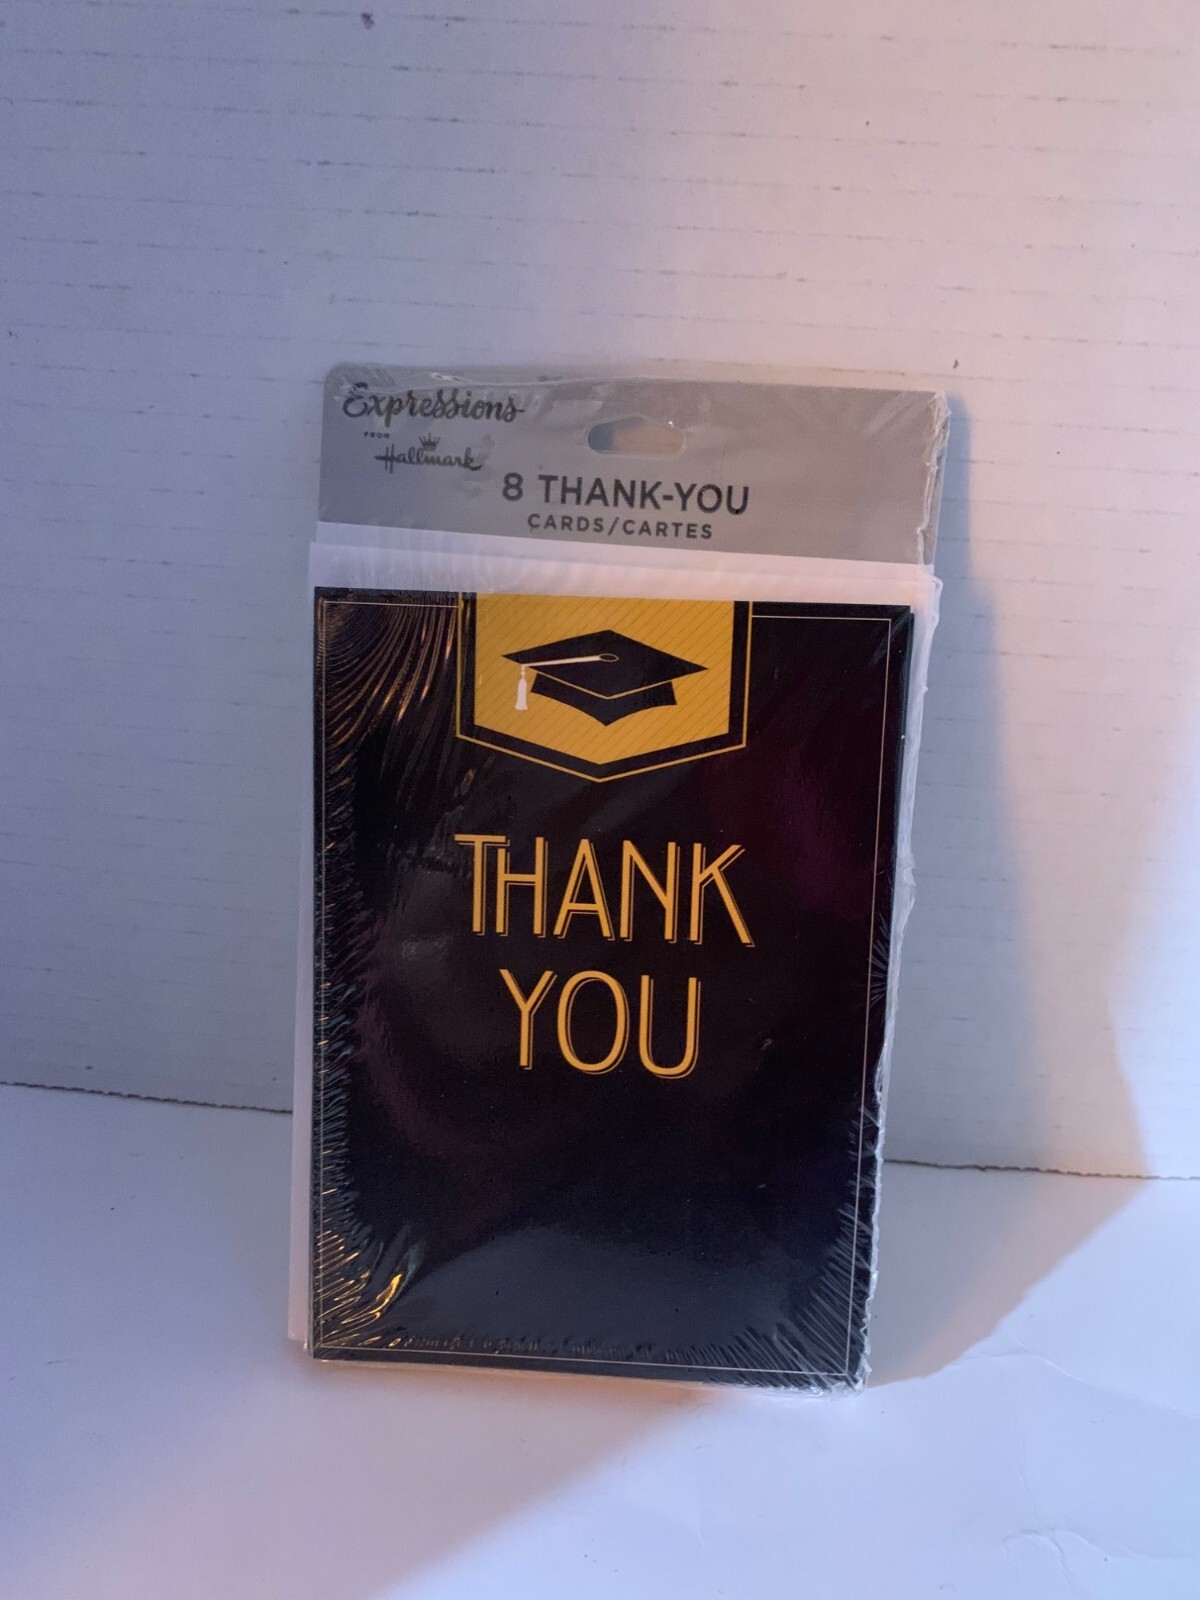 Expressions
FROM
Hallmark
8 THANK-YOU
CARDS/CARTES
THANK
YOU